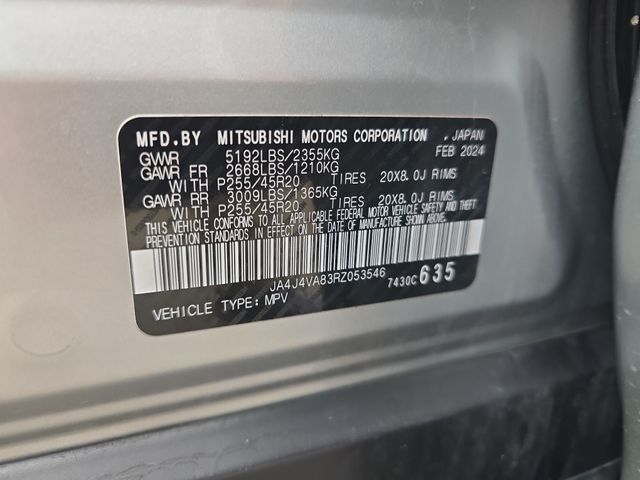 MFD.BY MITSUBISHI MOTORS CORPORATION , JAPAN
GVWR 5192LBS/2355KG FEB 2024
GAWR FR 2668LBS/1210KG
WITH P255/45R20 TIRES 20X8.0J RIMS
GAWR RR 3009LBS/1365KG
WITH P255/45R20 TIRES 20X8.0J RIMS
THIS VEHICLE CONFORMS TO ALL APPLICABLE FEDERAL MOTOR VEHICLE SAFETY AND THEFT
PREVENTION STANDARDS IN EFFECT ON THE DATE OF MANUFACTURE SHOWN ABOVE.
JA4J4VA83RZ053546 7430C 635
VEHICLE TYPE: MPV